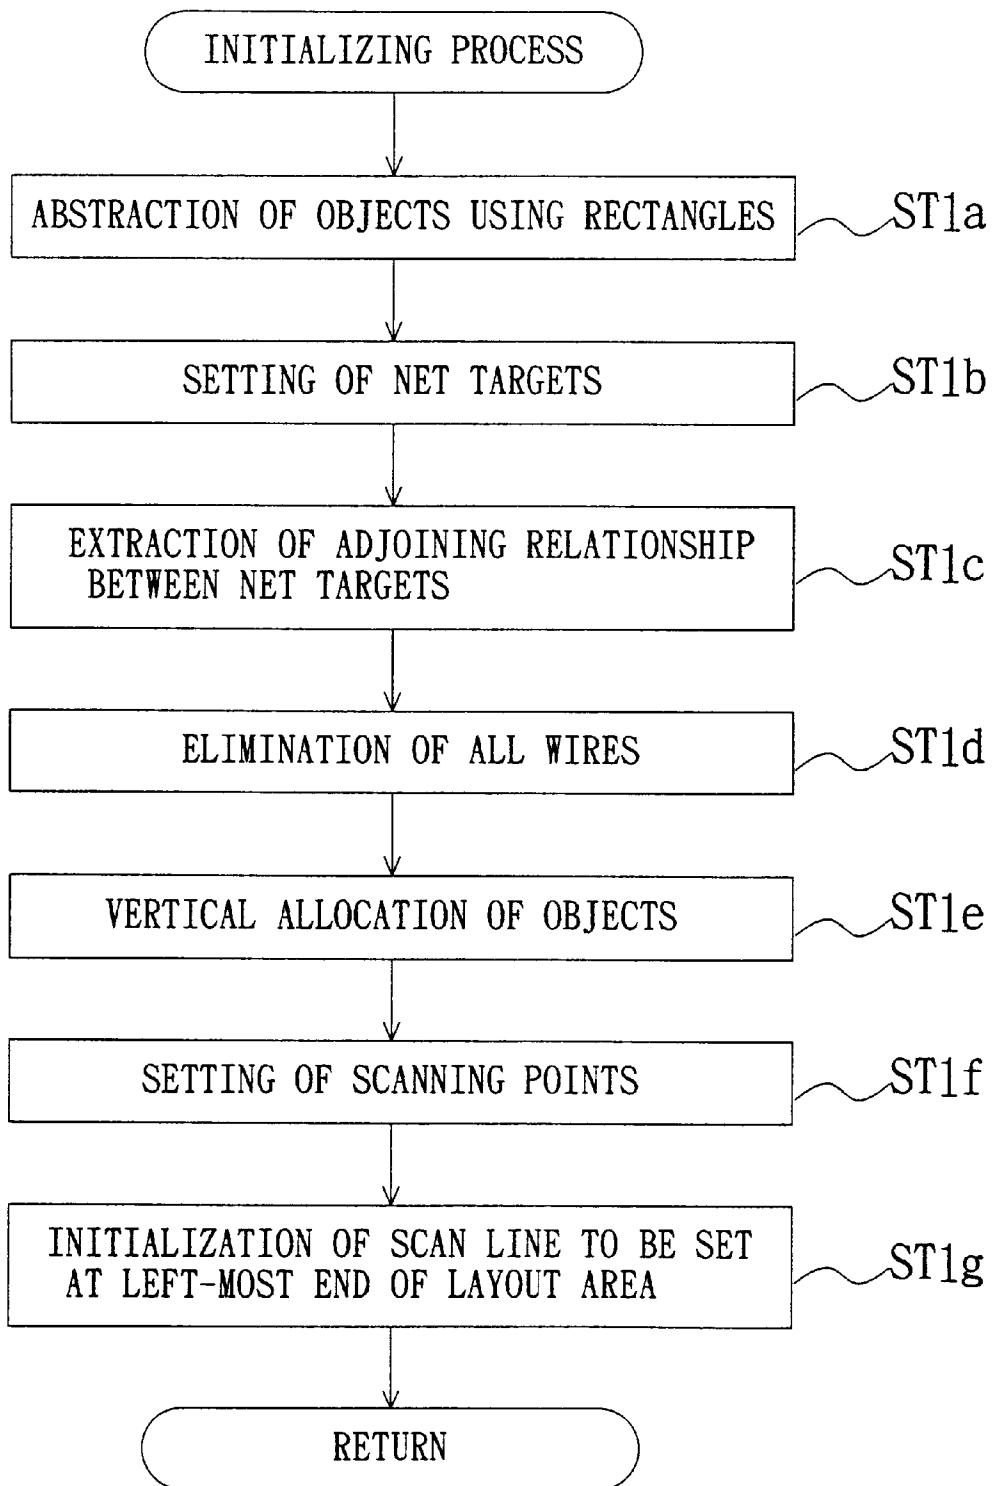 INITIALIZING PROCESS
ABSTRACTION OF OBJECTS USING RECTANGLES
ST1a
SETTING OF NET TARGETS
ST1b
EXTRACTION OF ADJOINING RELATIONSHIP
BETWEEN NET TARGETS
ST1c
ELIMINATION OF ALL WIRES
ST1d
VERTICAL ALLOCATION OF OBJECTS
ST1e
SETTING OF SCANNING POINTS
ST1f
INITIALIZATION OF SCAN LINE TO BE SET
AT LEFT-MOST END OF LAYOUT AREA
ST1g
RETURN